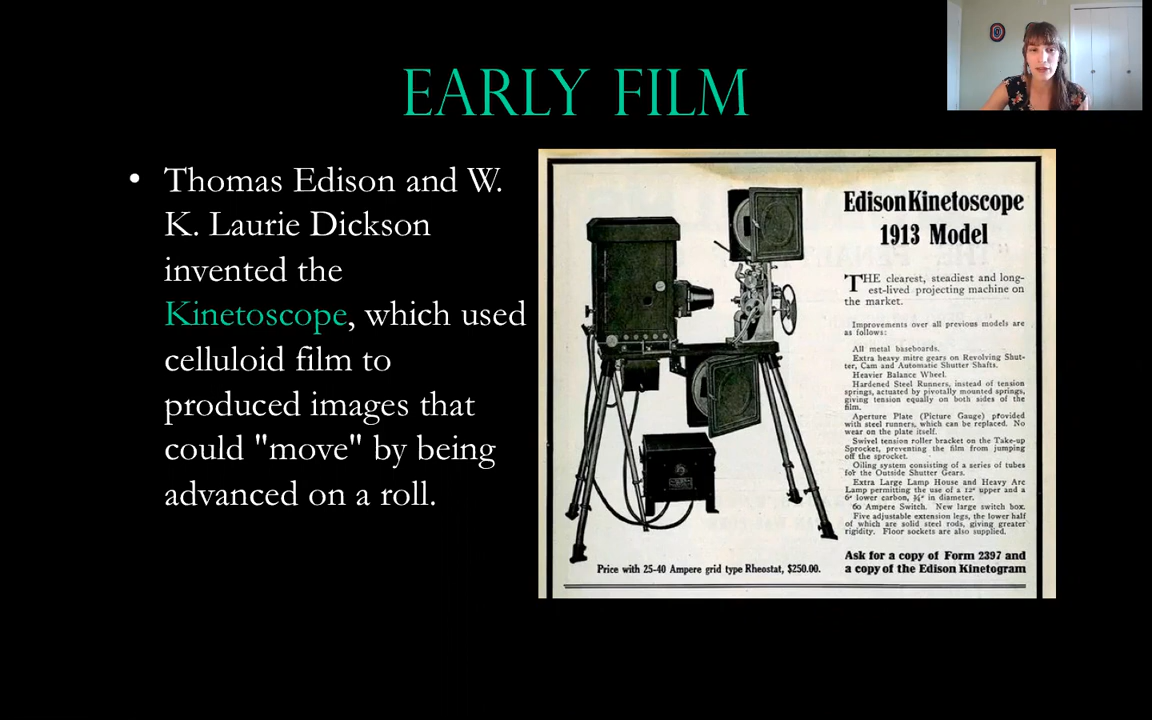 EARLY FILM
• Thomas Edison and W.
K. Laurie Dickson
invented the
Kinetoscope, which used
celluloid film to
produced images that
could "move" by being
advanced on a roll.
Edison Kinetoscope
1913 Model
THE clearest, steadiest and long-
est-lived projecting machine on
the market.
Improvements over all previous models are
as follows:
All metal baseboards.
Extra heavy mitre gears on Revolving Shut-
ter, Cam and Automatic Shutter Shafts.
Heavier Balance Wheel.
Hardened Steel Runners, instead of tension
springs, actuated by pivotally mounted springs,
giving tension equally on both sides of the
film.
Aperture Plate (Picture Gauge) provided
with steel runners, which can be replaced. No
wear on the plate itself.
Swivel tension roller bracket on the Take-up
Sprocket, preventing the film from jumping
off the sprocket.
Oiling system consisting of a series of tubes
for the Outside Shutter Gears.
Extra Large Lamp House and Heavy Arc
Lamp permitting the use of a 12" upper and a
6" lower carbon, ¾" in diameter.
60 Ampere Switch. New large switch box.
Five adjustable extension legs, the lower half
of which are solid steel rods, giving greater
rigidity. Floor sockets are also supplied.
Ask for a copy of Form 2397 and
a copy of the Edison Kinetogram
Price with 25-40 Ampere grid type Rheostat, $250.00.